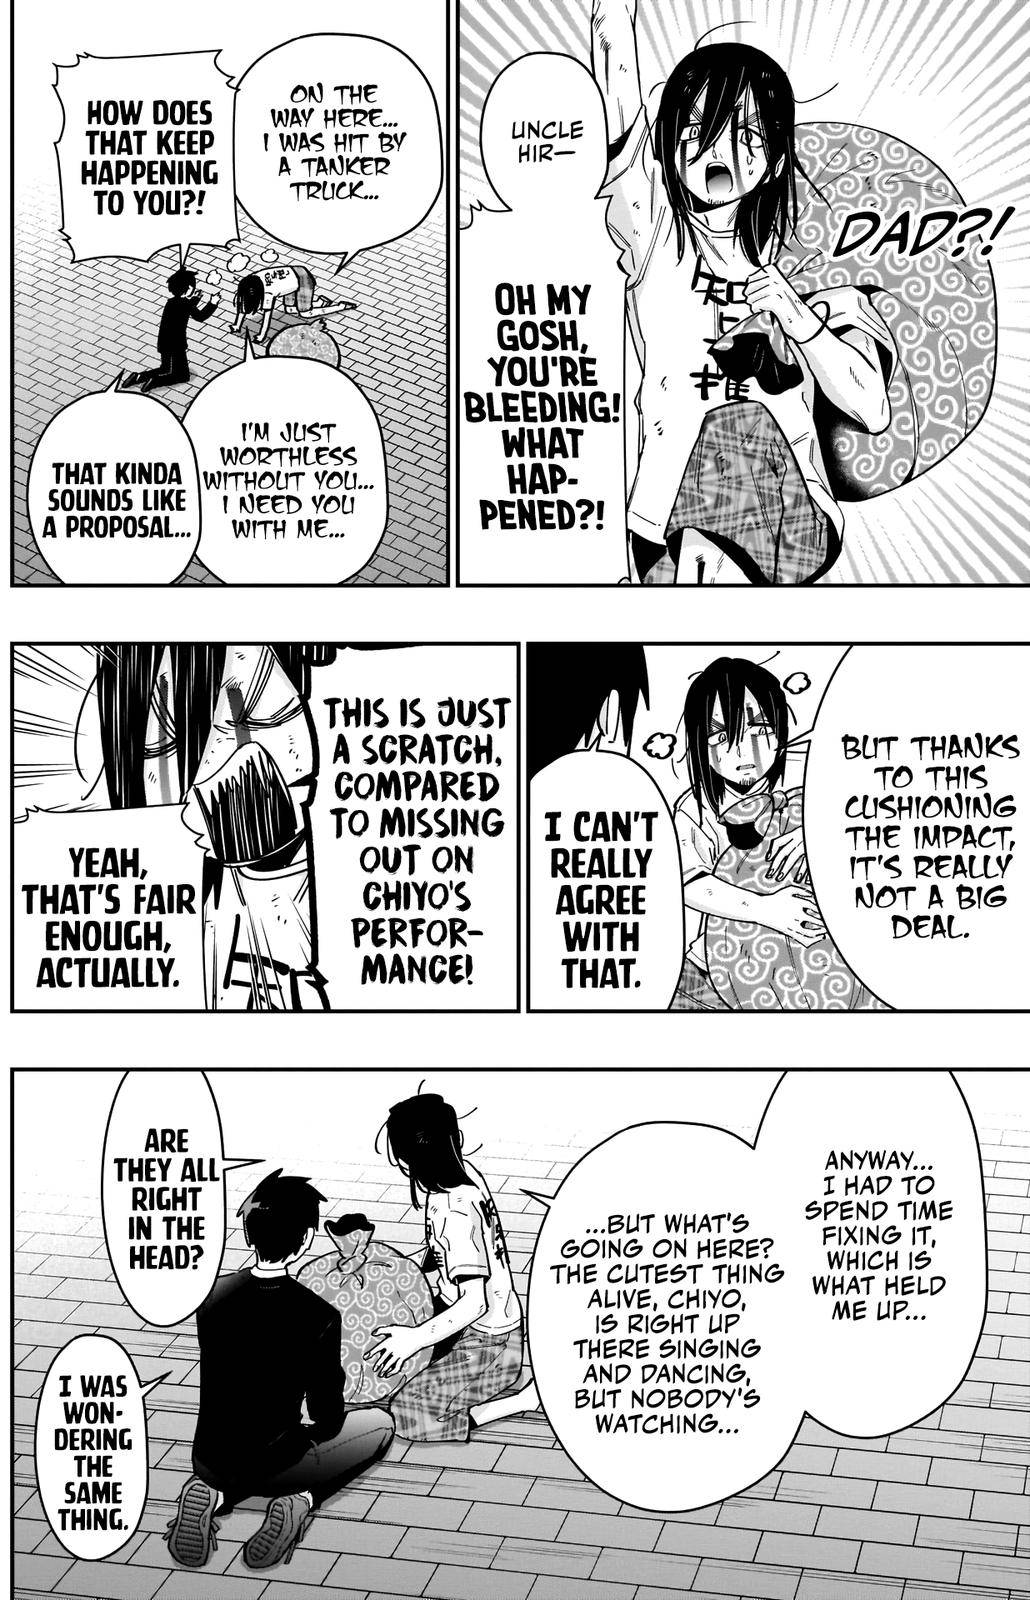 UNCLE
HIR—
DAD?!
OH MY
GOSH,
YOU'RE
BLEEDING!
WHAT
HAP-
PENED?!
ON THE
WAY HERE...
I WAS HIT BY
A TANKER
TRUCK...
HOW DOES
THAT KEEP
HAPPENING
TO YOU?!
I'M JUST
WORTHLESS
WITHOUT YOU...
I NEED YOU
WITH ME...
THAT KINDA
SOUNDS LIKE
A PROPOSAL...
BUT THANKS
TO THIS
CUSHIONING
THE IMPACT,
IT'S REALLY
NOT A BIG
DEAL.
I CAN'T
REALLY
AGREE
WITH
THAT.
THIS IS JUST
A SCRATCH,
COMPARED
TO MISSING
OUT ON
CHIYO'S
PERFOR-
MANCE!
YEAH,
THAT'S FAIR
ENOUGH,
ACTUALLY.
ANYWAY...
I HAD TO
SPEND TIME
FIXING IT,
WHICH IS
WHAT HELD
ME UP...
...BUT WHAT'S
GOING ON HERE?
THE CUTEST THING
ALIVE, CHIYO,
IS RIGHT UP
THERE SINGING
AND DANCING,
BUT NOBODY'S
WATCHING...
ARE
THEY ALL
RIGHT
IN THE
HEAD?
I WAS
WON-
DERING
THE
SAME
THING.